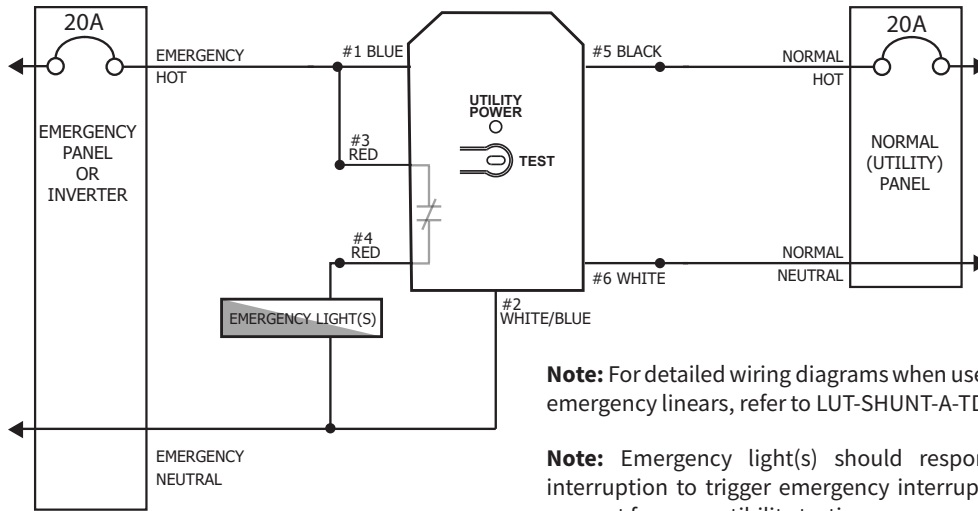 20A
EMERGENCY
HOT
EMERGENCY
PANEL
OR
INVERTER
#1 BLUE
#3
RED
#4
RED
EMERGENCY LIGHT(S)
#2
WHITE/BLUE
EMERGENCY
NEUTRAL
UTILITY
POWER
TEST
#5 BLACK
#6 WHITE
NORMAL
HOT
NORMAL
NEUTRAL
20A
NORMAL
(UTILITY)
PANEL
Note: For detailed wiring diagrams when use
emergency linears, refer to LUT-SHUNT-A-TD
Note: Emergency light(s) should respon
interruption to trigger emergency interrup